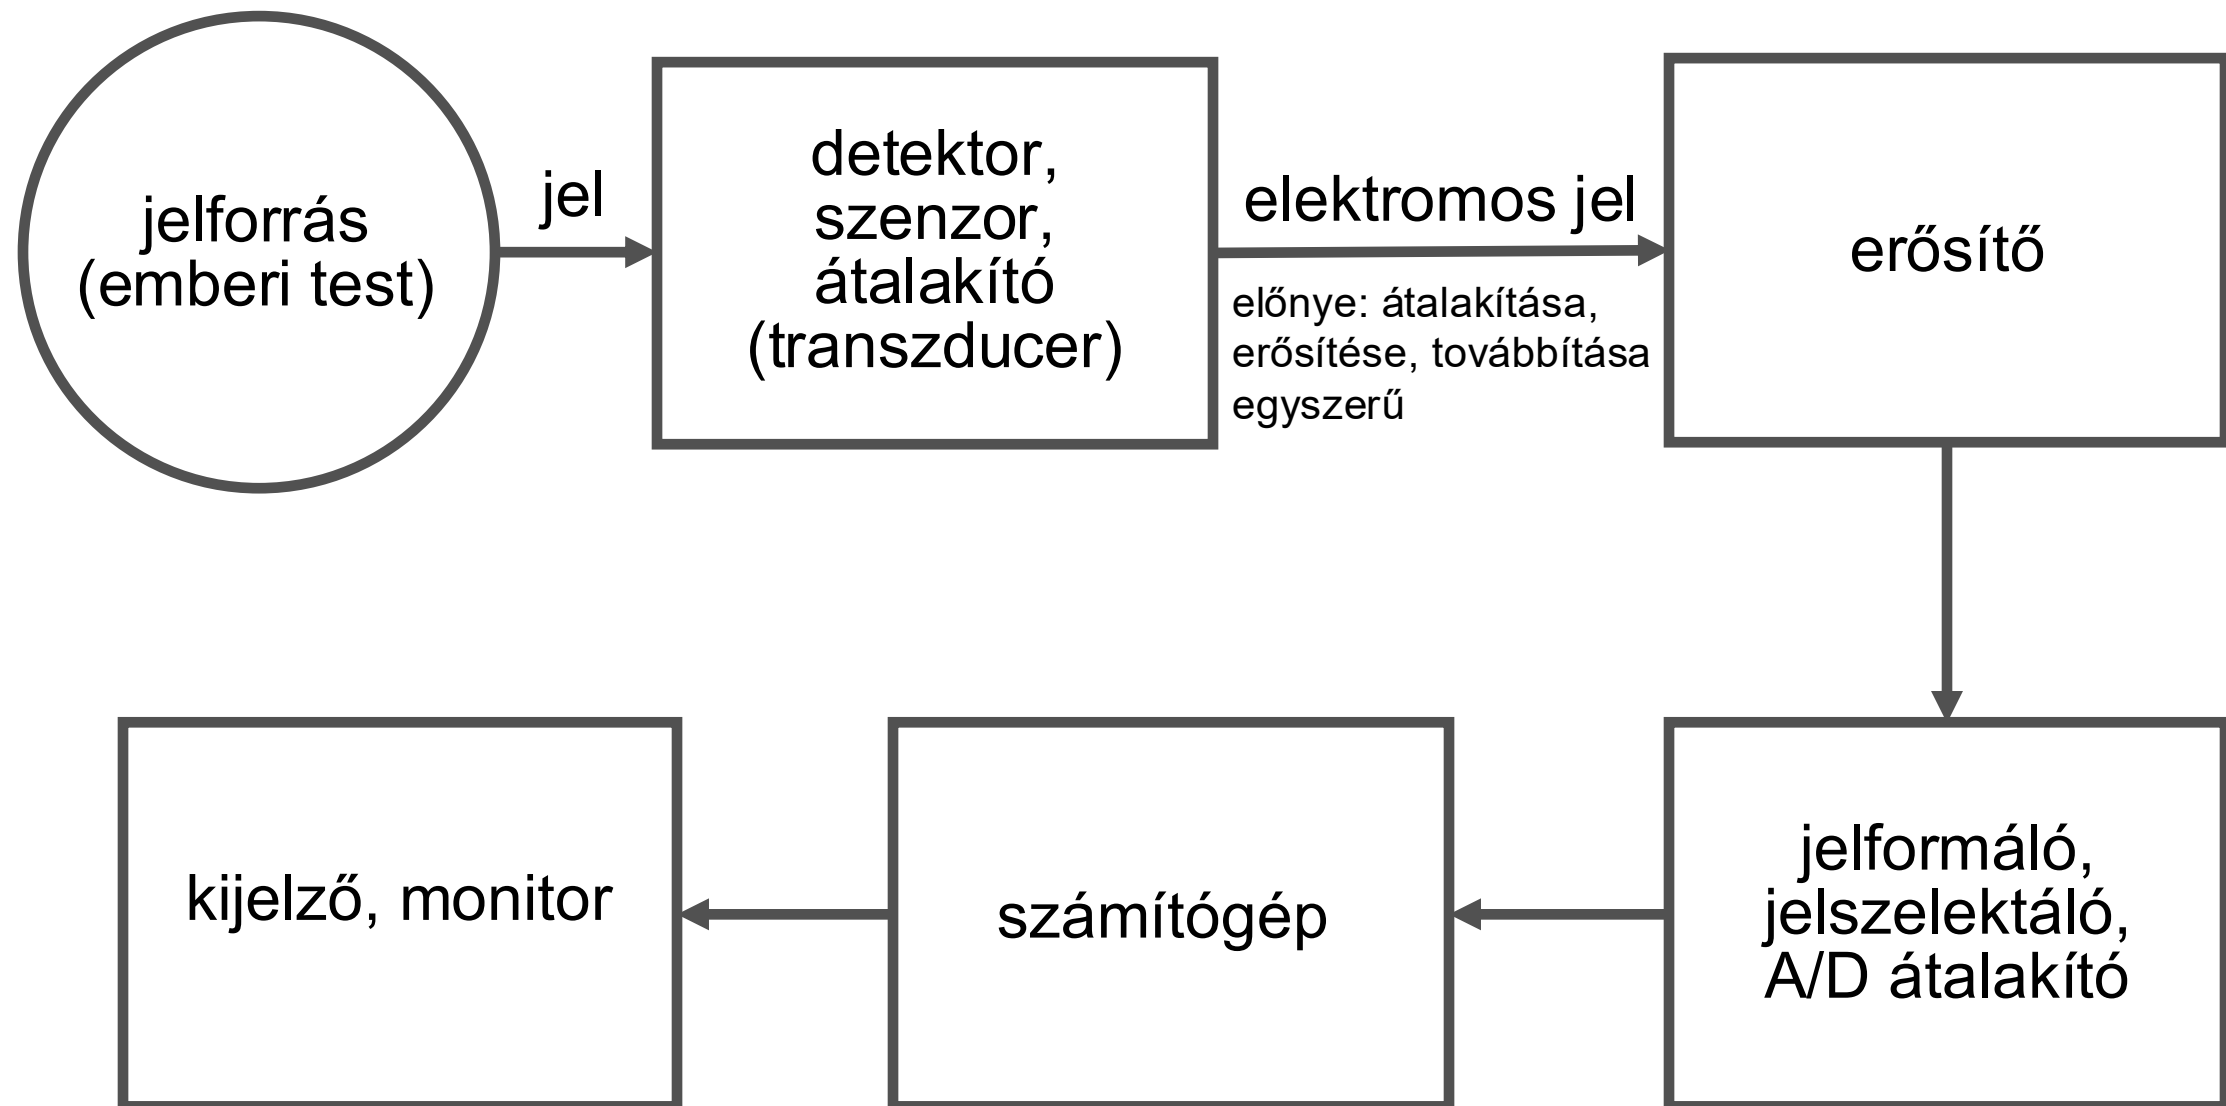 jelforrás
(emberi test)
jel
detektor,
szenzor,
átalakító
(transzducer)
elektromos jel
előnye: átalakítása,
erősítése, továbbítása
egyszerű
erősítő
jelformáló,
jelszelektáló,
A/D átalakító
számítógép
kijelző, monitor